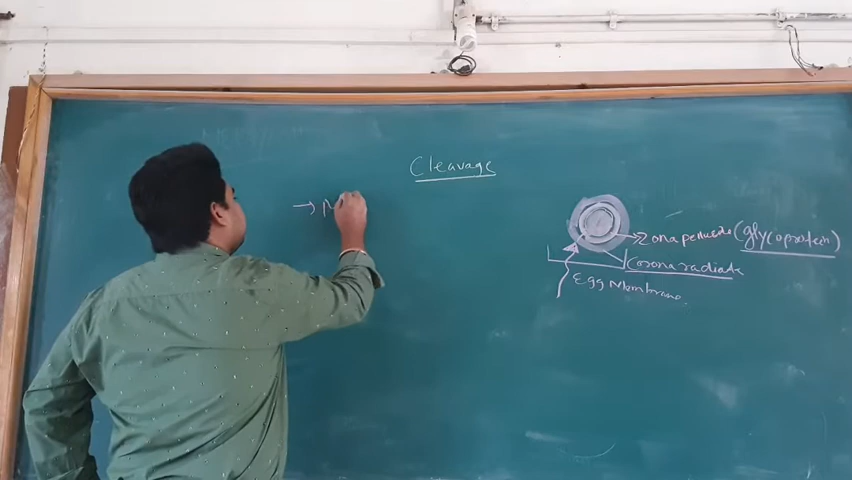 Cleavage
→
Zona pellucida (glycoprotein)
Corona radiata
Egg Membrane.